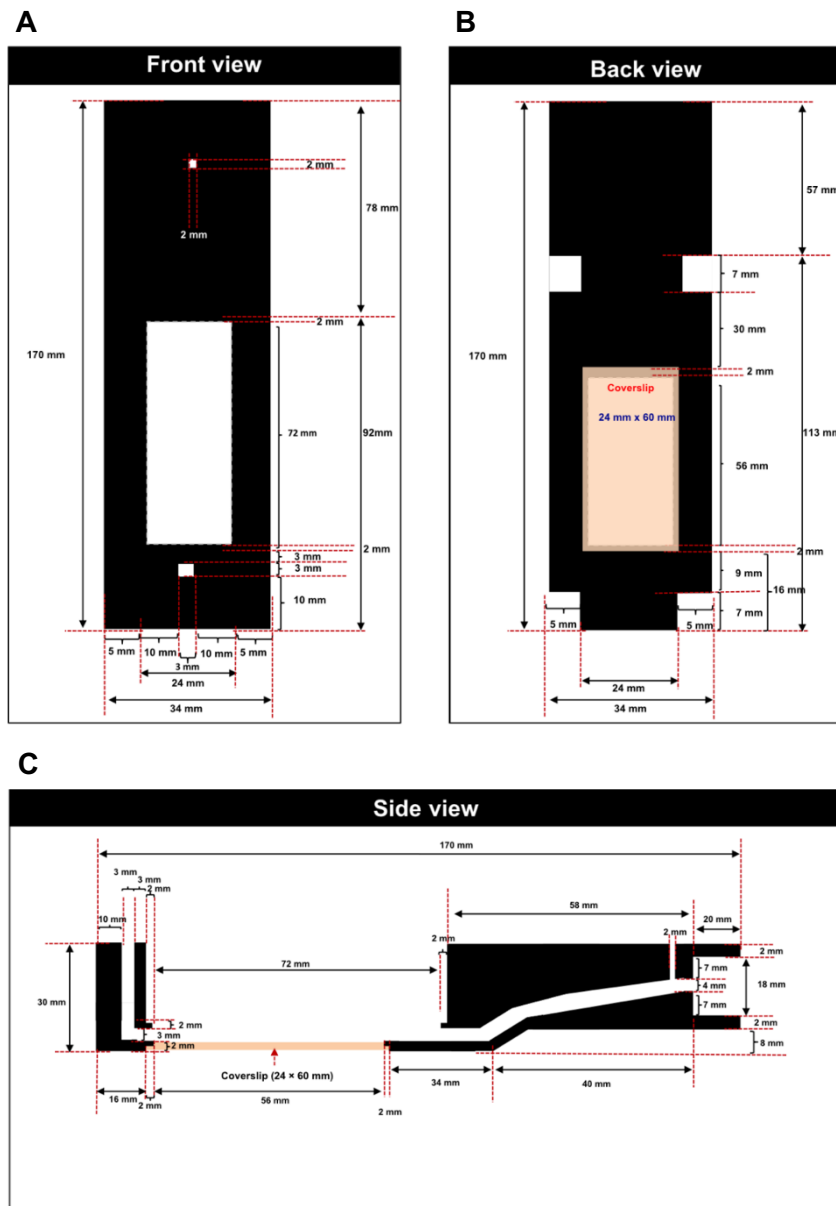 A
B
Front view
Back view
2 mm
78 mm
2 mm
2 mm
170 mm
72 mm
92mm
2 mm
3 mm
3 mm
10 mm
5 mm
10 mm
10 mm
5 mm
3 mm
24 mm
34 mm
57 mm
7 mm
30 mm
170 mm
2 mm
Coverslip
24 mm x 60 mm
113 mm
56 mm
2 mm
9 mm
16 mm
7 mm
5 mm
5 mm
24 mm
34 mm
C
Side view
170 mm
3 mm
3 mm
2 mm
10 mm
58 mm
20 mm
2 mm
2 mm
2 mm
72 mm
7 mm
30 mm
4 mm
18 mm
7 mm
2 mm
2 mm
3 mm
8 mm
2 mm
Coverslip (24 × 60 mm)
34 mm
40 mm
16 mm
56 mm
2 mm
2 mm